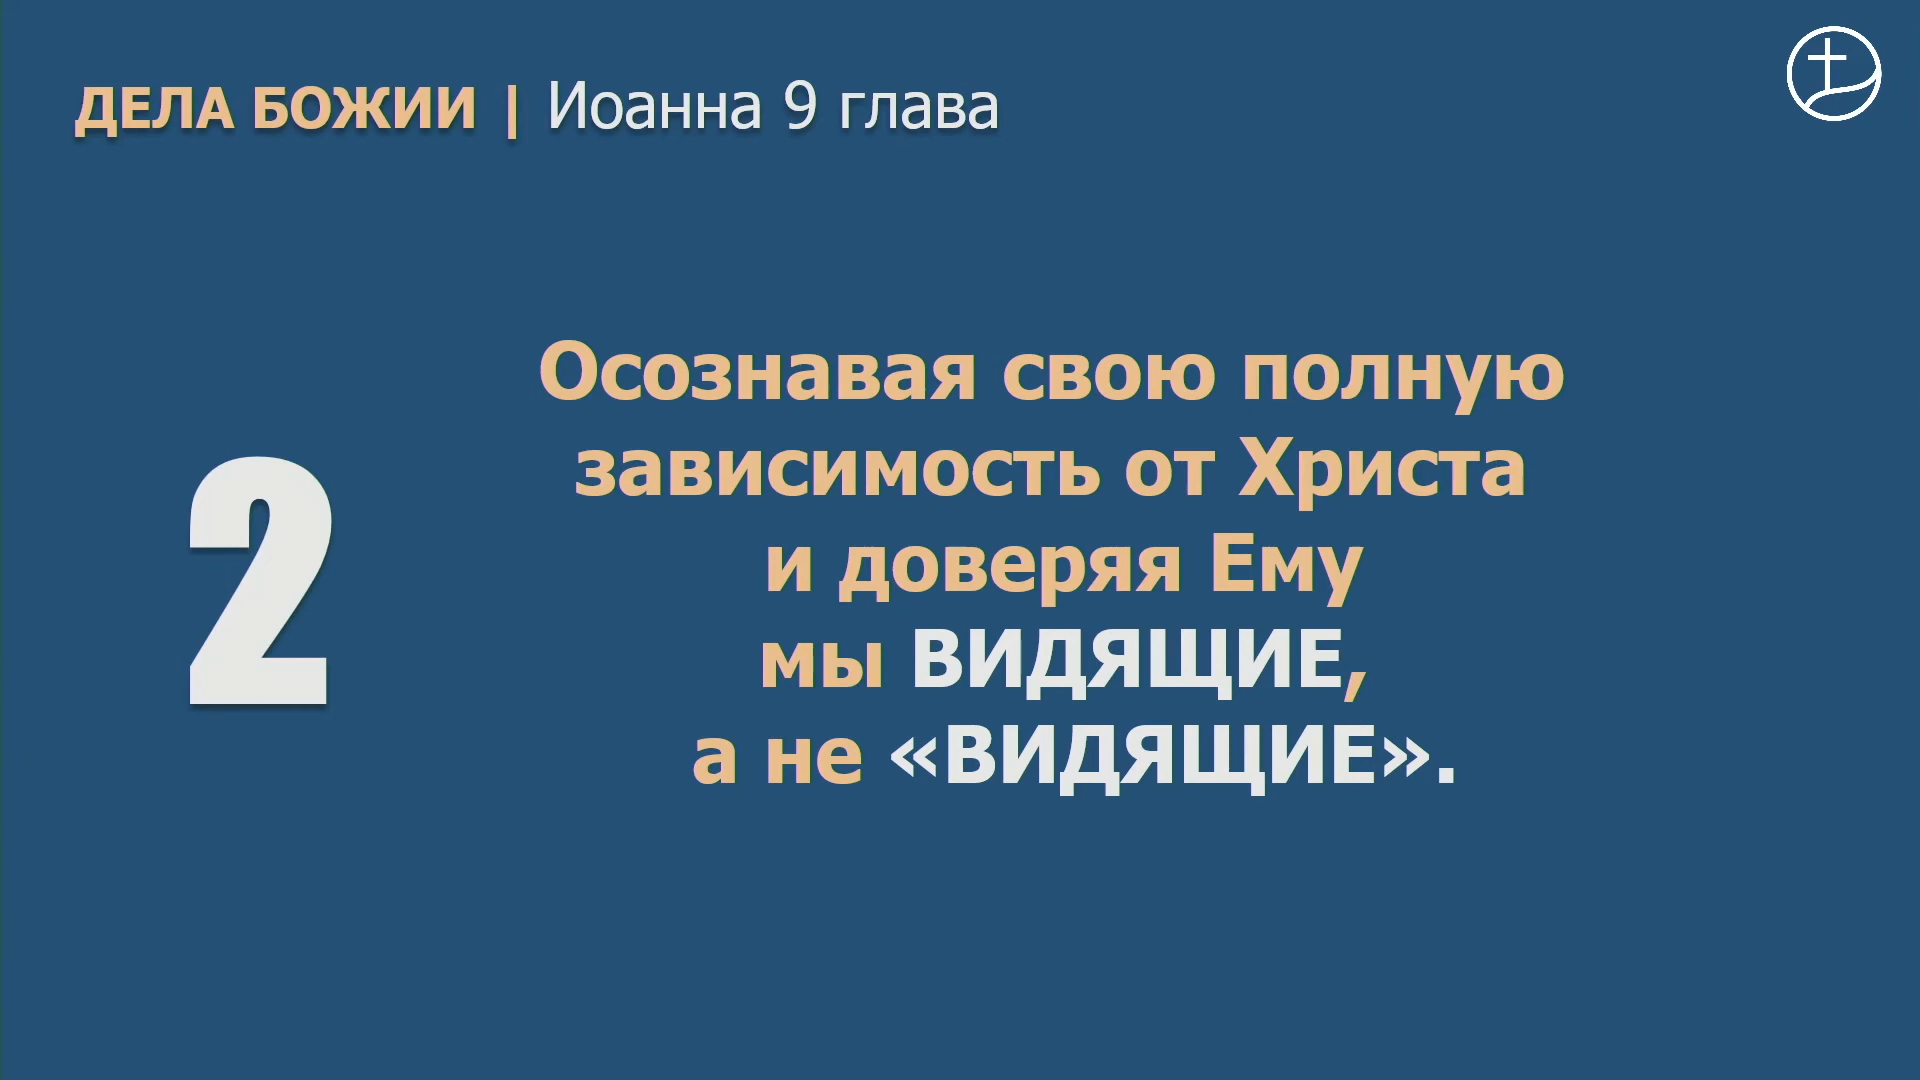 ДЕЛА БОЖИИ | Иоанна 9 глава
2
Осознавая свою полную
зависимость от Христа
и доверяя Ему
мы ВИДЯЩИЕ,
а не «ВИДЯЩИЕ».